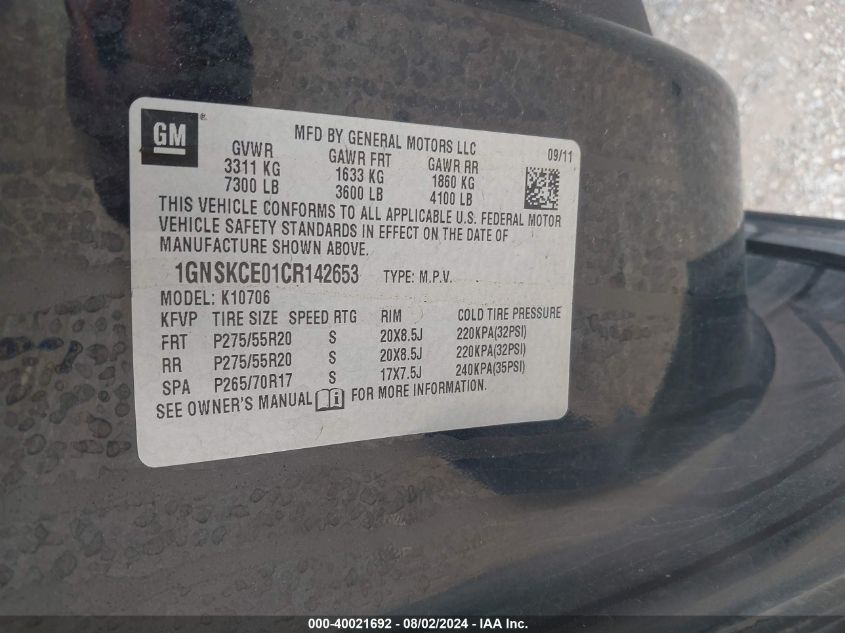 GM
MFD BY GENERAL MOTORS LLC
09/11
GVWR GAWR FRT GAWR RR
3311 KG 1633 KG 1860 KG
7300 LB 3600 LB 4100 LB
THIS VEHICLE CONFORMS TO ALL APPLICABLE U.S. FEDERAL MOTOR
VEHICLE SAFETY STANDARDS IN EFFECT ON THE DATE OF
MANUFACTURE SHOWN ABOVE.
1GNSKCE01CR142653 TYPE: M.P.V.
MODEL: K10706
KFVP TIRE SIZE SPEED RTG RIM COLD TIRE PRESSURE
FRT P275/55R20 S 20X8.5J 220KPA(32PSI)
RR P275/55R20 S 20X8.5J 220KPA(32PSI)
SPA P265/70R17 S 17X7.5J 240KPA(35PSI)
SEE OWNER'S MANUAL FOR MORE INFORMATION.
000-40021692 - 08/02/2024 - USAA, Inc.